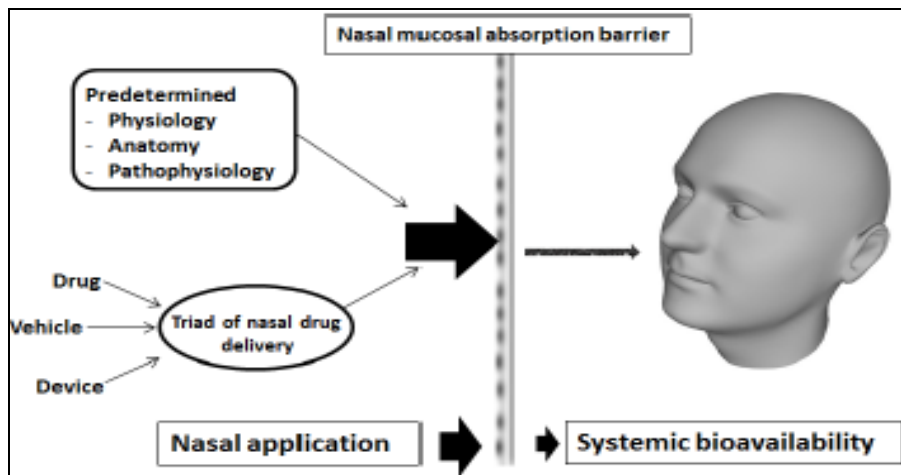 Nasal mucosal absorption barrier
Predetermined
- Physiology
- Anatomy
- Pathophysiology
Drug
Vehicle
Device
Triad of nasal drug
delivery
Nasal application
Systemic bioavailability